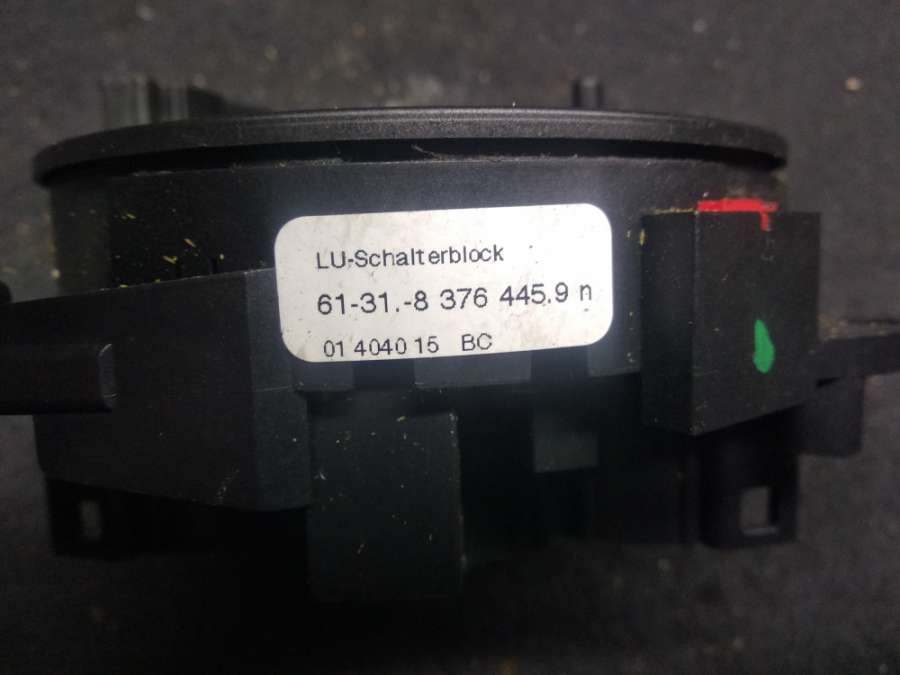 LU-Schalterblock
61-31.-8 376 445.9 n
01 4040 15 BC